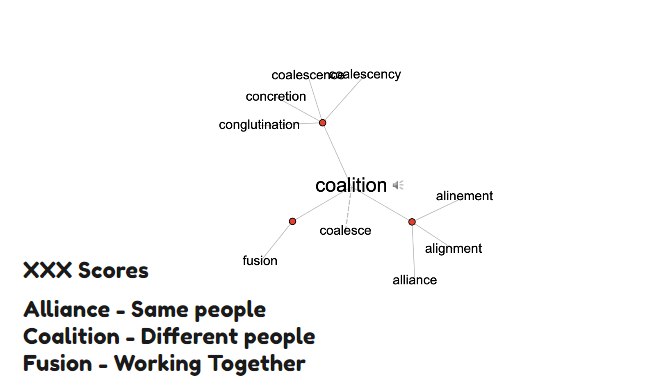 coalescence
coalescency
concretion
conglutination
coalition
alinement
coalesce
alignment
fusion
alliance
XXX Scores
Alliance - Same people
Coalition - Different people
Fusion - Working Together